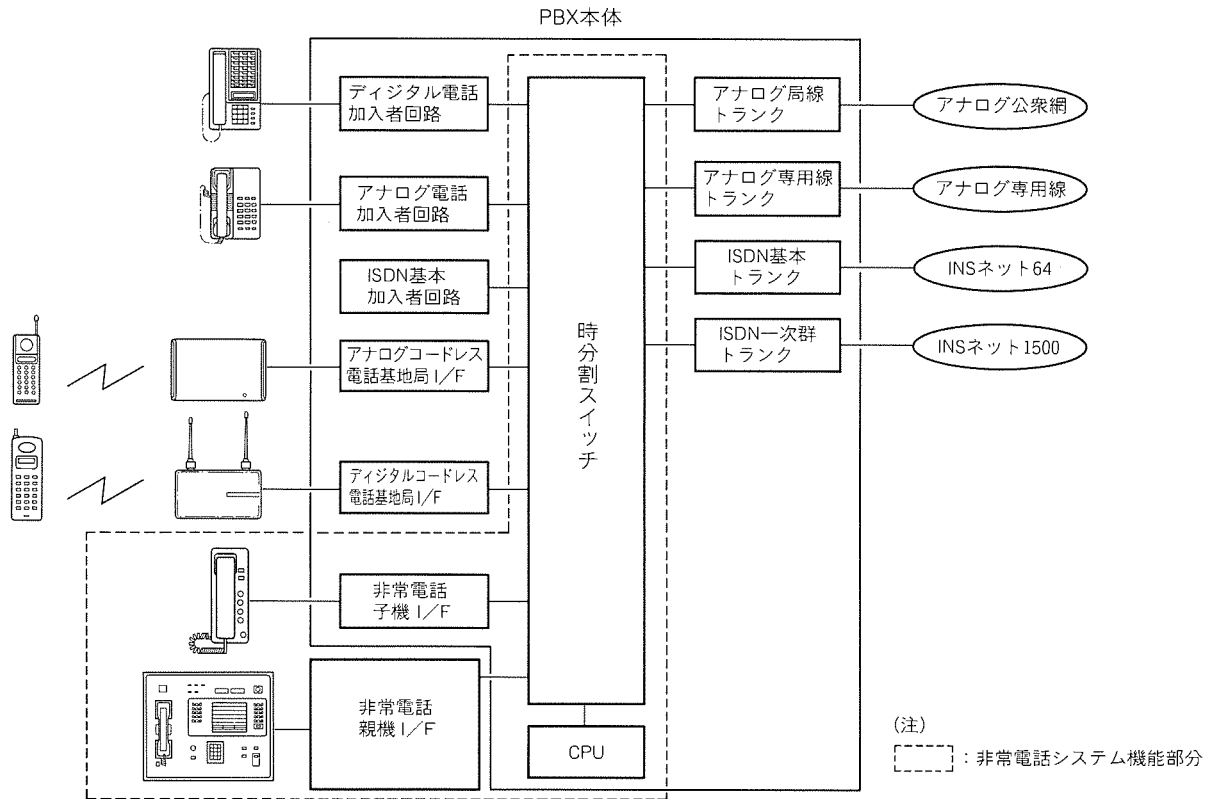 PBX本体
ディジタル電話
加入者回路
アナログ電話
加入者回路
ISDN基本
加入者回路
アナログコードレス
電話基地局I/F
ディジタルコードレス
電話基地局I/F
非常電話
子機I/F
非常電話
親機I/F
時分割スイッチ
CPU
アナログ局線
トランク
アナログ専用線
トランク
ISDN基本
トランク
ISDN一次群
トランク
アナログ公衆網
アナログ専用線
INSネット64
INSネット1500
(注)
：非常電話システム機能部分